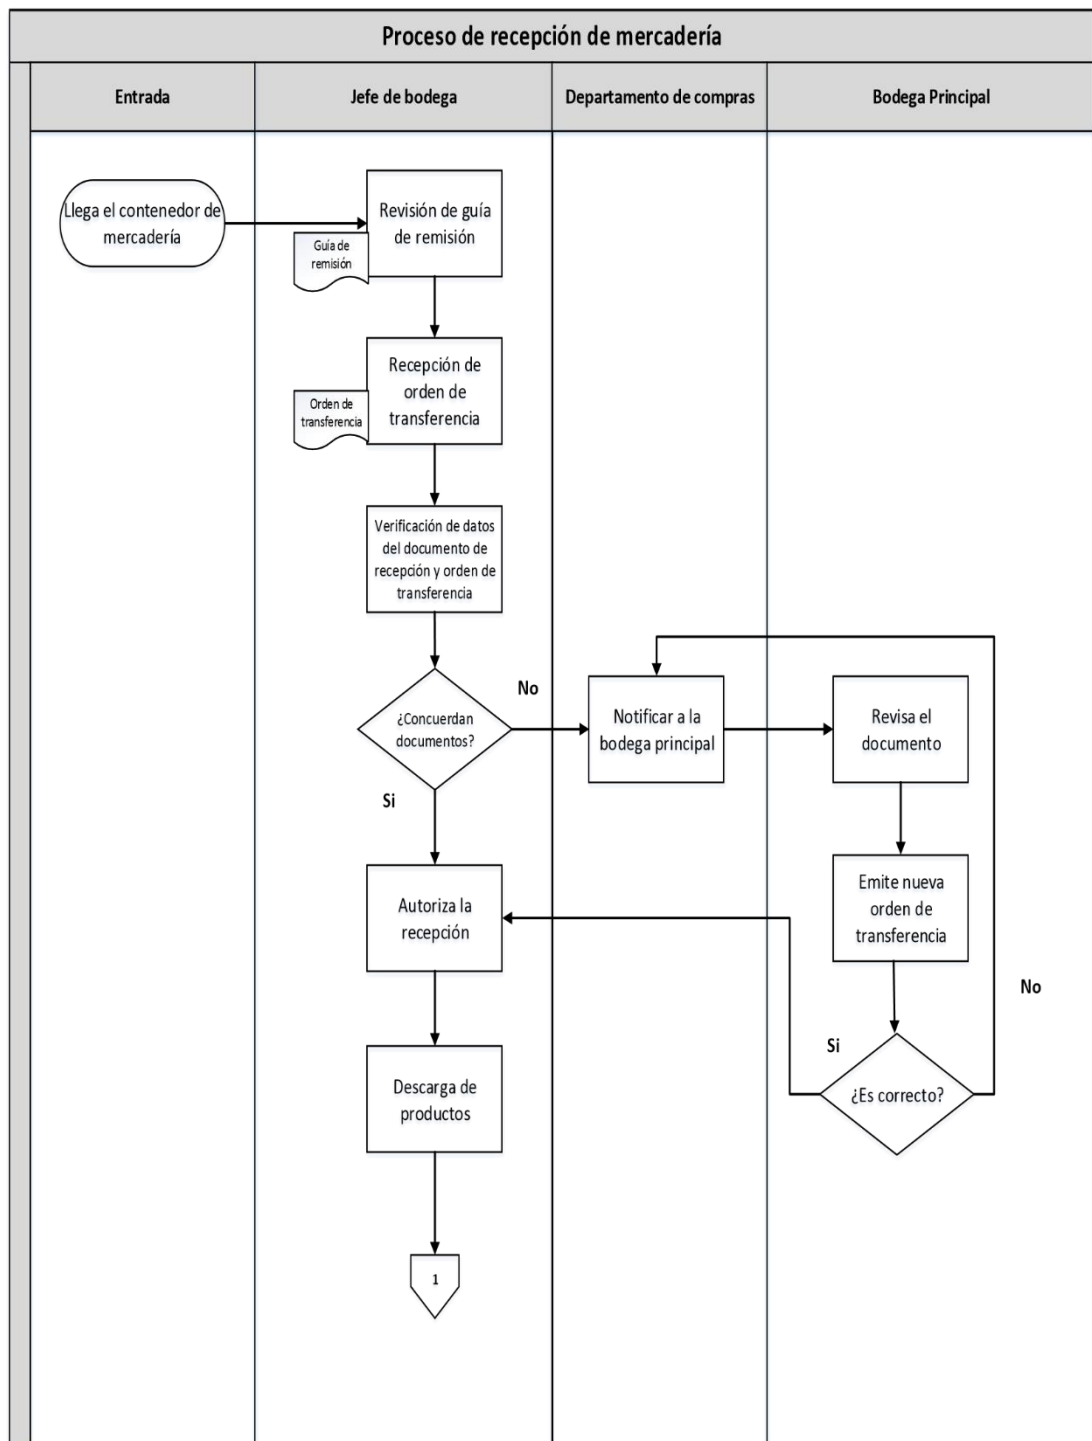 Proceso de recepción de mercadería
Entrada
Jefe de bodega
Departamento de compras
Bodega Principal
Llega el contenedor de
mercadería
Revisión de guía
de remisión
Guía de
remisión
Recepción de
orden de
transferencia
Orden de
transferencia
Verificación de datos
del documento de
recepción y orden de
transferencia
¿Concuerdan
documentos?
No
Notificar a la
bodega principal
Revisa el
documento
Si
Emite nueva
orden de
transferencia
Autoriza la
recepción
No
Si
¿Es correcto?
Descarga de
productos
1